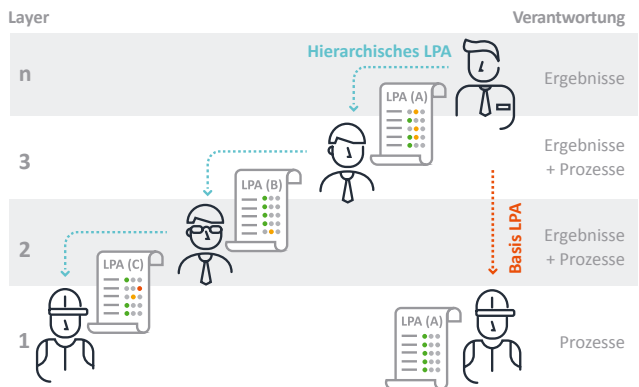 Layer
Verantwortung
Hierarchisches LPA
n
Ergebnisse
LPA (A)
3
Ergebnisse
+ Prozesse
LPA (B)
2
Basis LPA
Ergebnisse
+ Prozesse
LPA (C)
1
LPA (A)
Prozesse